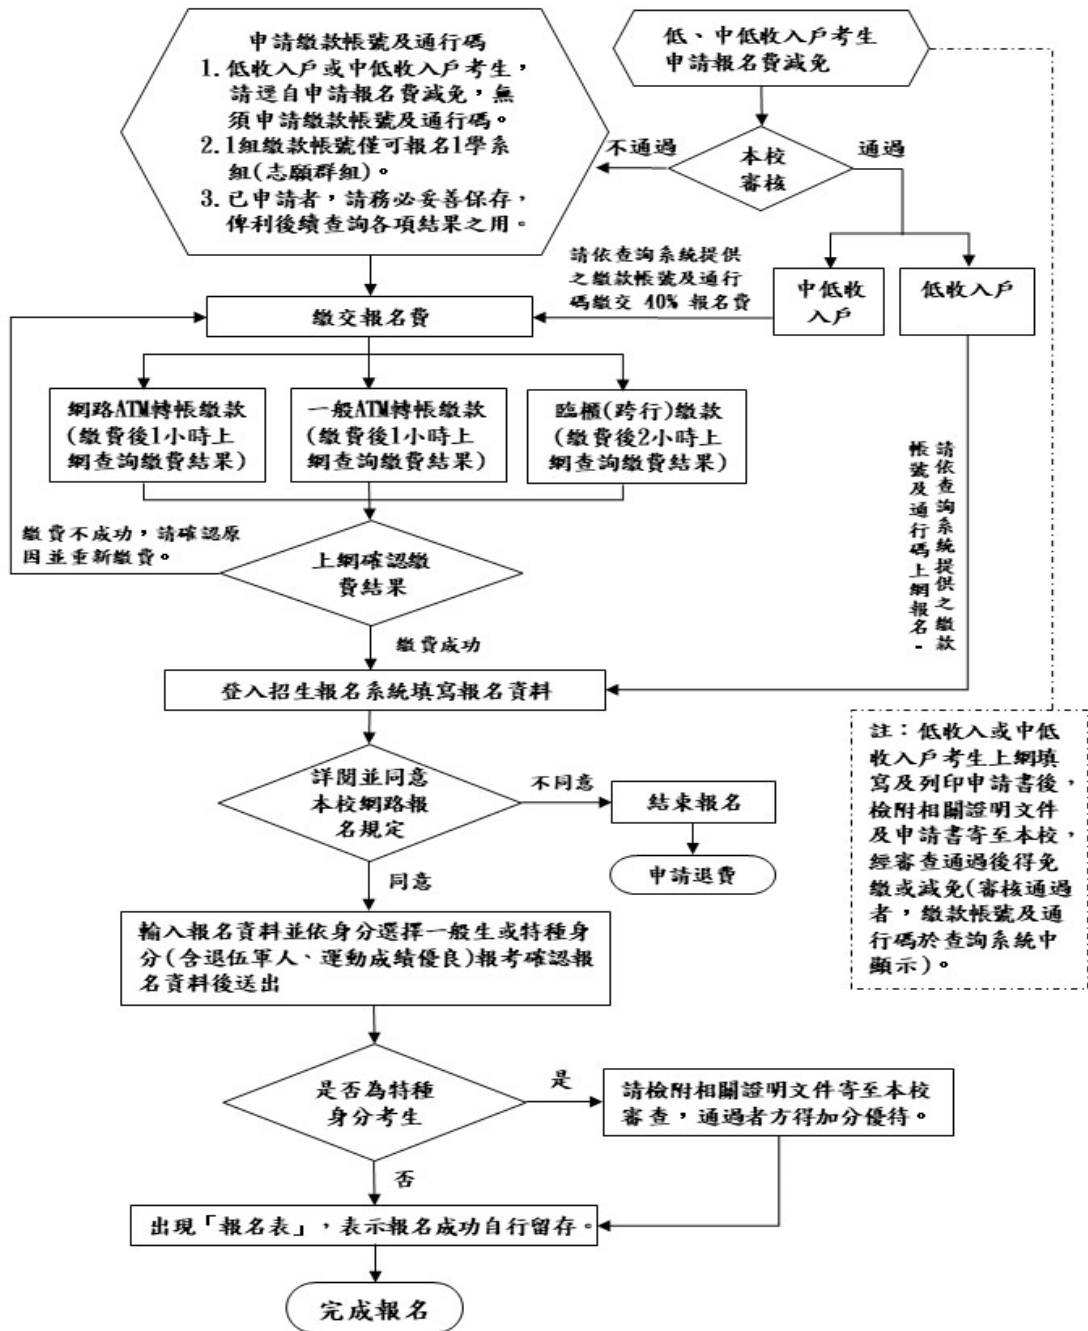 申請繳款帳號及通行碼
1. 低收入戶或中低收入戶考生，
請逕自申請報名費減免，無
須申請繳款帳號及通行碼。
2. 1組繳款帳號僅可報名1學系
組(志願群組)。
3. 已申請者，請務必妥善保存，
俾利後續查詢各項結果之用。
低、中低收入戶考生
申請報名費減免
本校
審核
不通過
通過
中低收
入戶
低收入戶
請依查詢系統提供
之繳款帳號及通行
碼繳交 40% 報名費
繳交報名費
網路ATM轉帳繳款
(繳費後1小時上
網查詢繳費結果)
一般ATM轉帳繳款
(繳費後1小時上
網查詢繳費結果)
臨櫃(跨行)繳款
(繳費後2小時上
網查詢繳費結果)
繳費不成功，請確認原
因並重新繳費。
上網確認繳
費結果
繳費成功
請依查詢系統提供之繳款
帳號及通行碼上網報名。
登入招生報名系統填寫報名資料
詳閱並同意
本校網路報
名規定
不同意
結束報名
申請退費
同意
註：低收入或中低
收入戶考生上網填
寫及列印申請書後，
檢附相關證明文件
及申請書寄至本校，
經審查通過後得免
繳或減免(審核通過
者，繳款帳號及通
行碼於查詢系統中
顯示)。
輸入報名資料並依身分選擇一般生或特種身
分(含退伍軍人、運動成績優良)報考確認報
名資料後送出
是否為特種
身分考生
是
請檢附相關證明文件寄至本校
審查，通過者方得加分優待。
否
出現「報名表」，表示報名成功自行留存。
完成報名